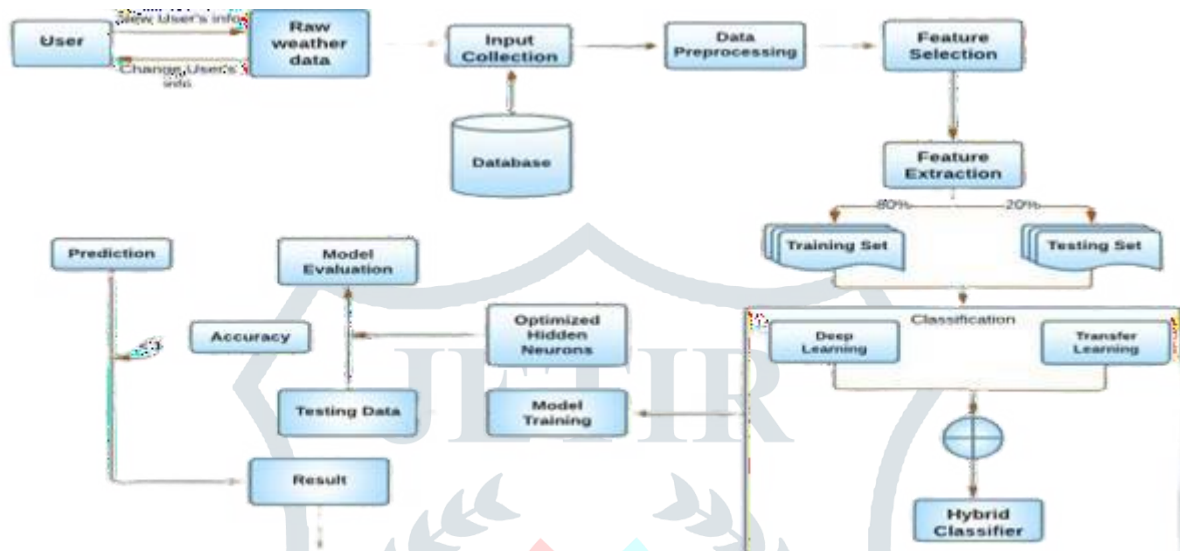 New User's info
User
Raw
weather
data
Change User's
info
Input
Collection
Data
Preprocessing
Feature
Selection
Database
Feature
Extraction
80%
20%
Training Set
Testing Set
Prediction
Model
Evaluation
Accuracy
Optimized
Hidden
Neurons
Classification
Deep
Learning
Transfer
Learning
Testing Data
Model
Training
JETIR
Result
Hybrid
Classifier